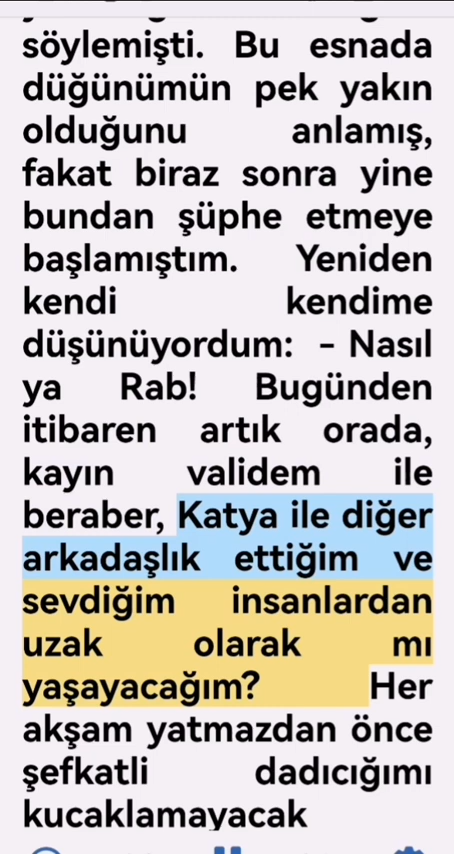 söylemişti. Bu esnada
düğünümün pek yakın
olduğunu anlamış,
fakat biraz sonra yine
bundan şüphe etmeye
başlamıştım. Yeniden
kendi kendime
düşünüyordum: - Nasıl
ya Rab! Bugünden
itibaren artık orada,
kayın validem ile
beraber, Katya ile diğer
arkadaşlık ettiğim ve
sevdiğim insanlardan
uzak olarak mı
yaşayacağım? Her
akşam yatmazdan önce
şefkatli dadıcığımı
kucaklamayacak